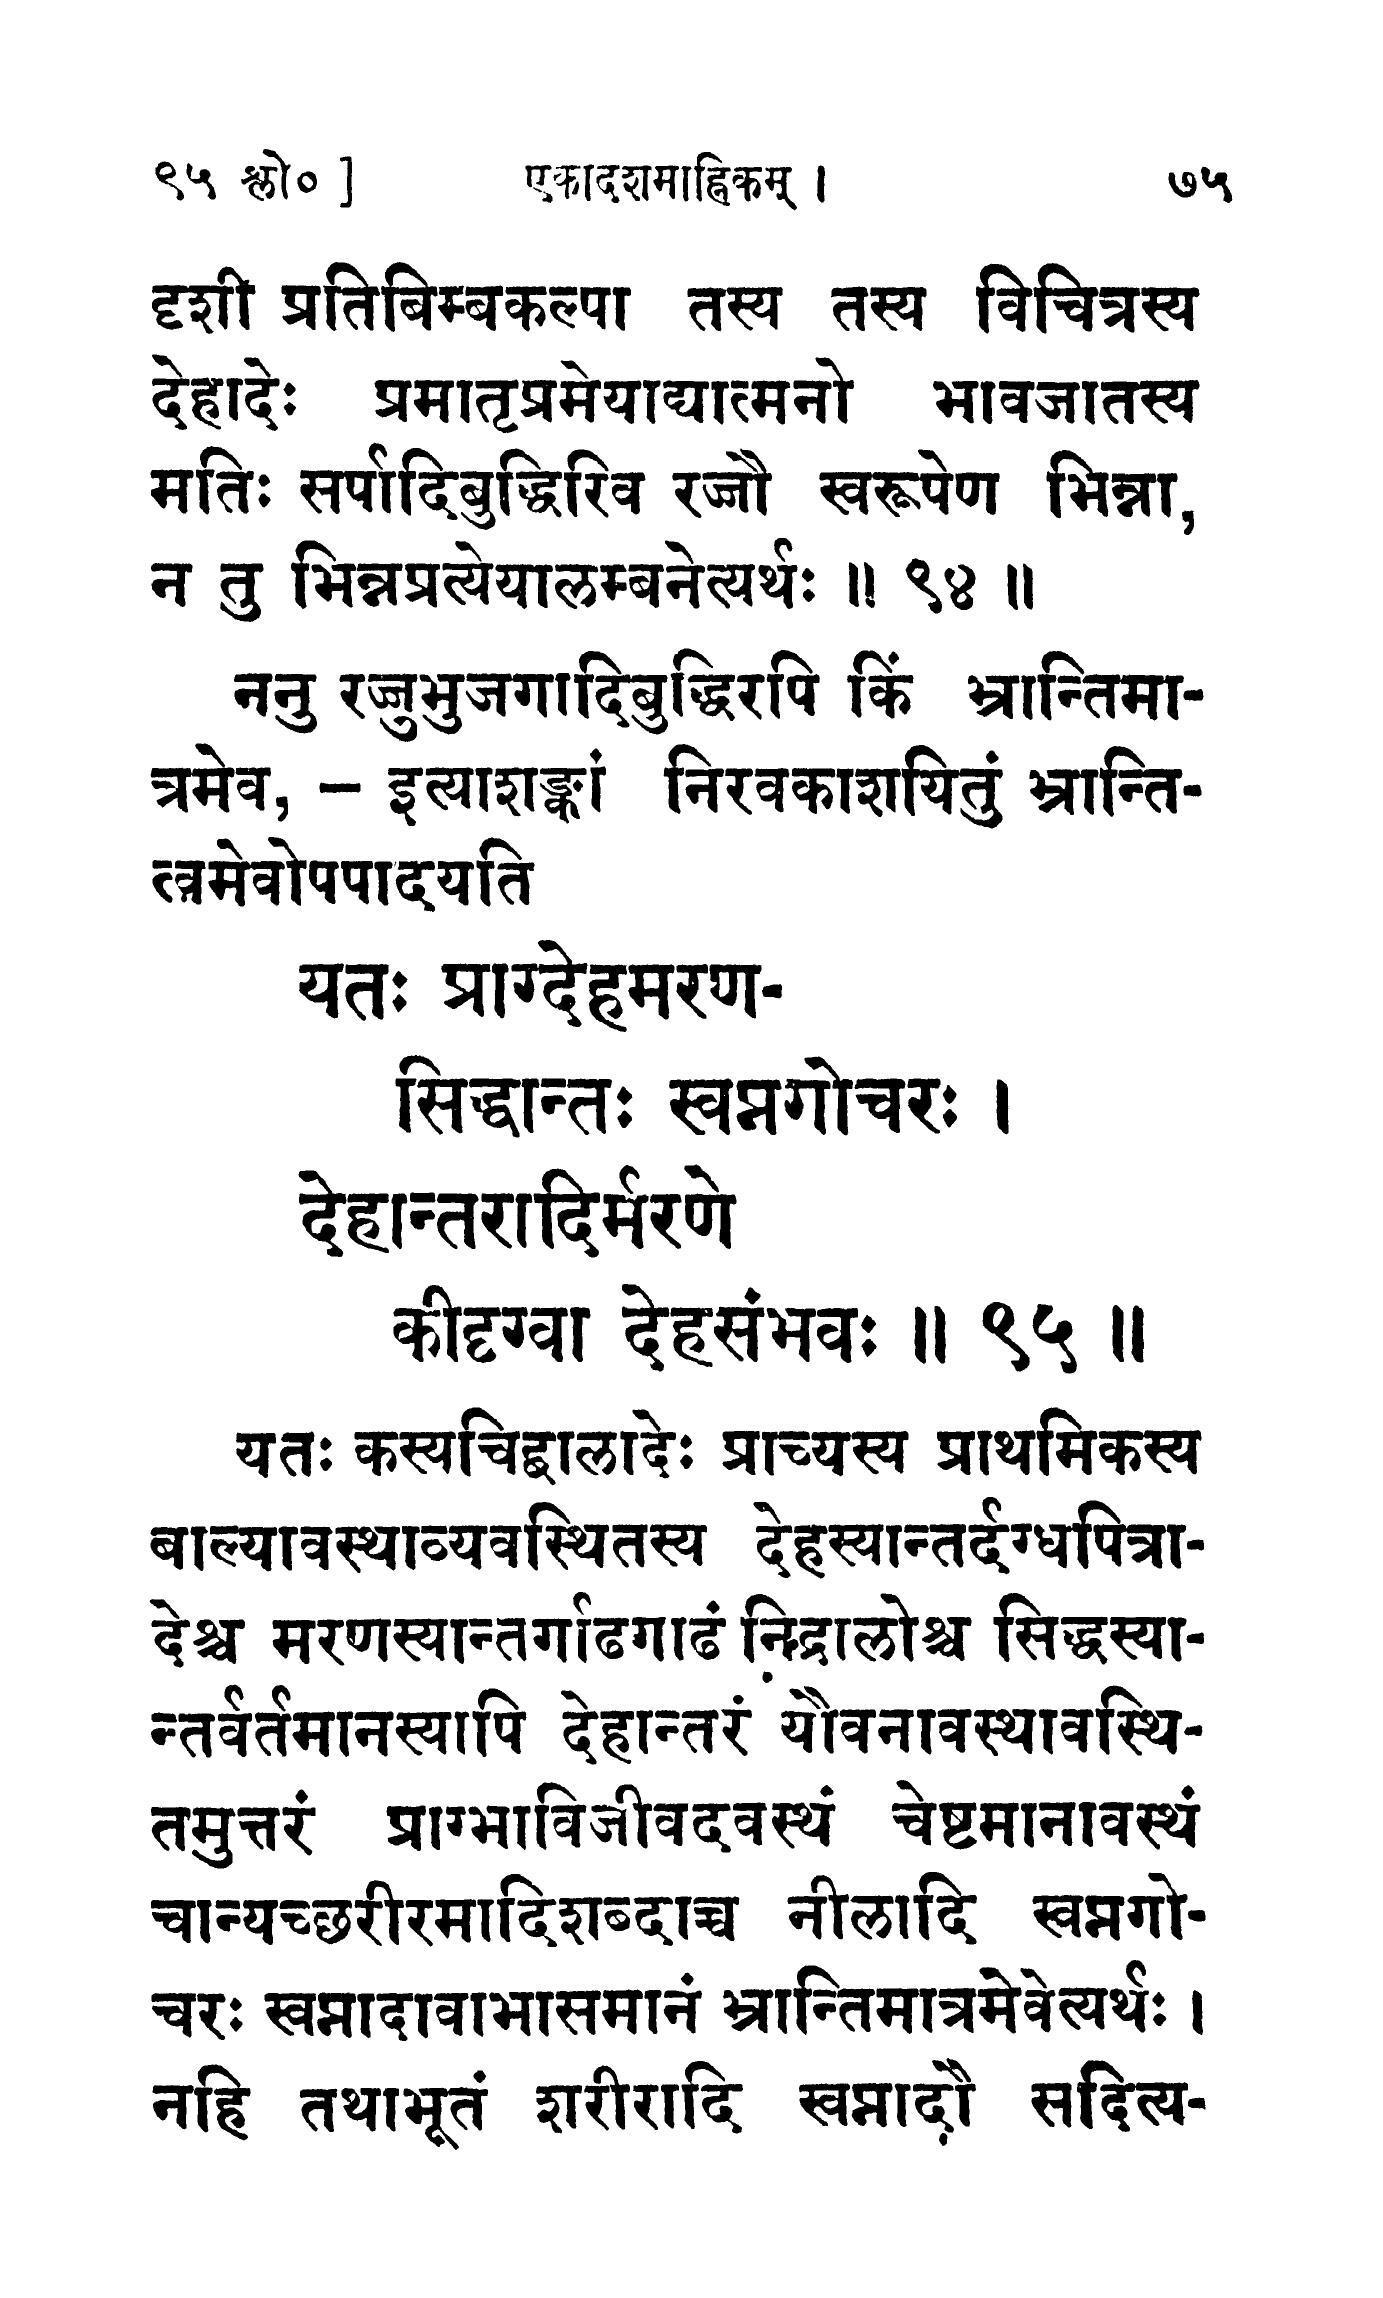 ९५ श्लो० ] एकादशमाह्निकम् । ७५
दृशी प्रतिबिम्बकल्पा तस्य तस्य विचित्रस्य
देहादेः प्रमातृप्रमेयाद्यात्मनो भावजातस्य
मतिः सर्पादिबुद्धिरिव रज्जौ स्वरूपेण भिन्ना,
न तु भिन्नप्रत्येयालम्बनेत्यर्थः ॥ ९४ ॥
ननु रज्जुभुजगादिबुद्धिरपि किं भ्रान्तिमा-
त्रमेव, – इत्याशङ्कां निरवकाशयितुं भ्रान्ति-
त्वमेवोपपादयति
यतः प्राग्देहमरण-
सिद्धान्तः स्वप्नगोचरः ।
देहान्तरादिर्मरणे
कीदृग्वा देहसंभवः ॥ ९५ ॥
यतः कस्यचिद्बालादेः प्राच्यस्य प्राथमिकस्य
बाल्यावस्थाव्यवस्थितस्य देहस्यान्तर्दग्धपित्रा-
देश्च मरणस्यान्तर्गाढगाढं निद्रालोश्च सिद्धस्या-
न्तर्वर्तमानस्यापि देहान्तरं यौवनावस्थावस्थि-
तमुत्तरं प्राग्भाविजीवदवस्थं चेष्टमानावस्थं
चान्यच्छरीरमादिशब्दाच्च नीलादि स्वप्नगो-
चरः स्वप्नादावाभासमानं भ्रान्तिमात्रमेवेत्यर्थः ।
नहि तथाभूतं शरीरादि स्वप्नादौ सदित्य-